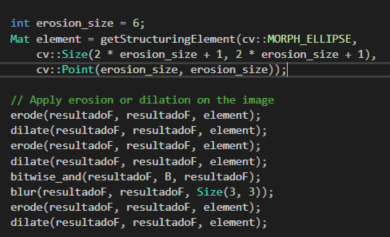 int erosion_size = 6;
Mat element = getStructuringElement(cv::MORPH_ELLIPSE,
cv::Size(2 * erosion_size + 1, 2 * erosion_size + 1),
cv::Point(erosion_size, erosion_size));
// Apply erosion or dilation on the image
erode(resultadoF, resultadoF, element);
dilate(resultadoF, resultadoF, element);
erode(resultadoF, resultadoF, element);
dilate(resultadoF, resultadoF, element);
bitwise_and(resultadoF, B, resultadoF);
blur(resultadoF, resultadoF, Size(3, 3));
erode(resultadoF, resultadoF, element);
dilate(resultadoF, resultadoF, element);